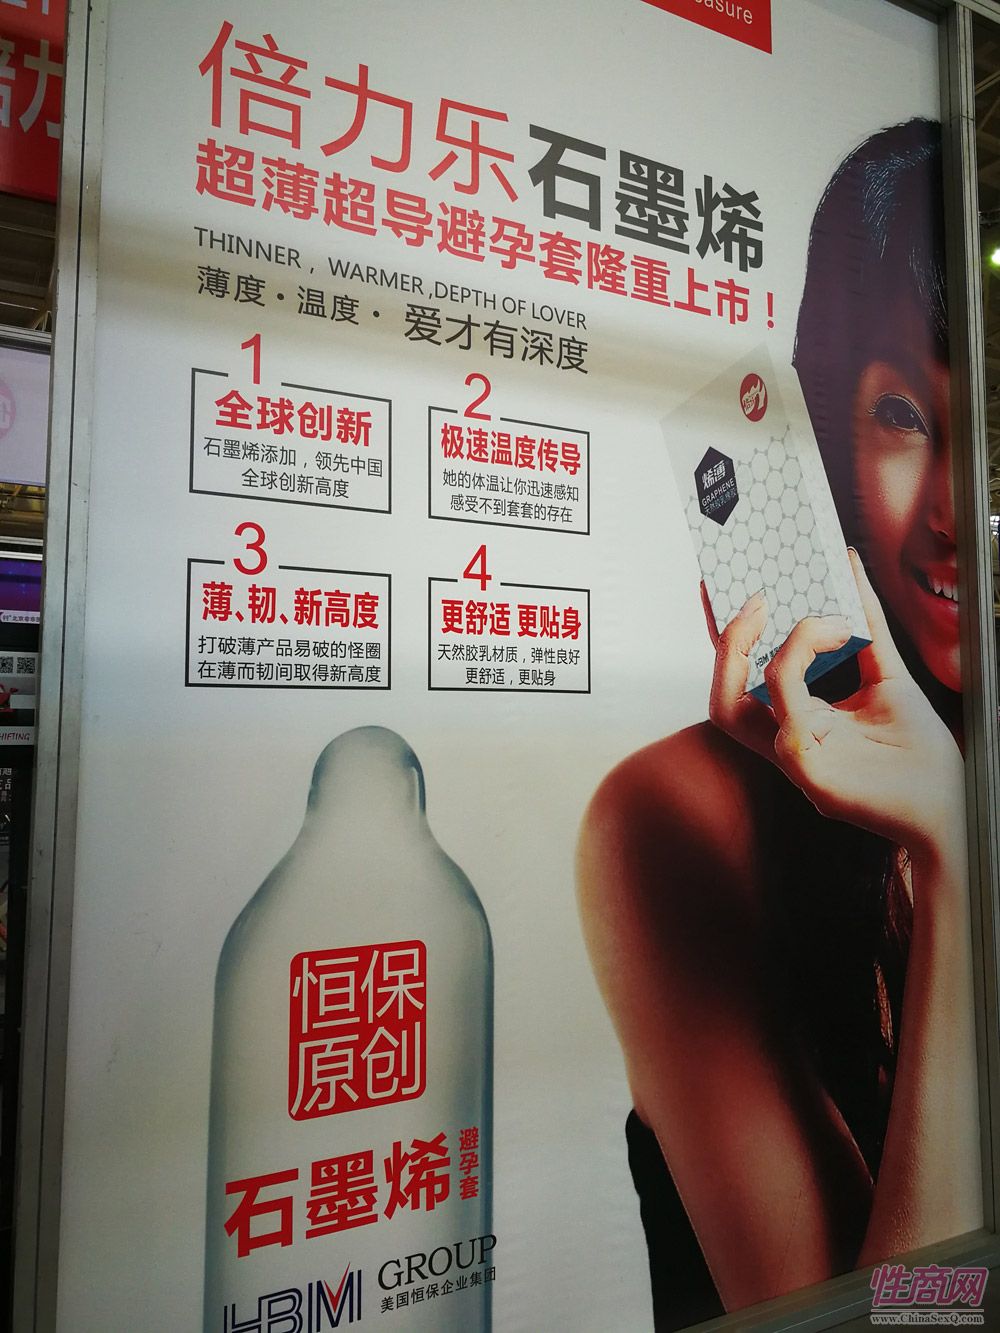 asure
倍力乐石墨烯
超薄超导避孕套隆重上市！
THINNER , WARMER ,DEPTH OF LOVER
薄度·温度· 爱才有深度
1
全球创新
石墨烯添加，领先中国
全球创新高度
2
极速温度传导
她的体温让你迅速感知
感受不到套套的存在
3
薄、韧、新高度
打破薄产品易破的怪圈
在薄而韧间取得新高度
4
更舒适 更贴身
天然胶乳材质，弹性良好
更舒适，更贴身
烯薄
GRAPHENE
HBM
恒保
原创
石墨烯
避孕套
HBM GROUP
美国恒保企业集团
HIFTING
性商网
www.ChinaSexQ.com